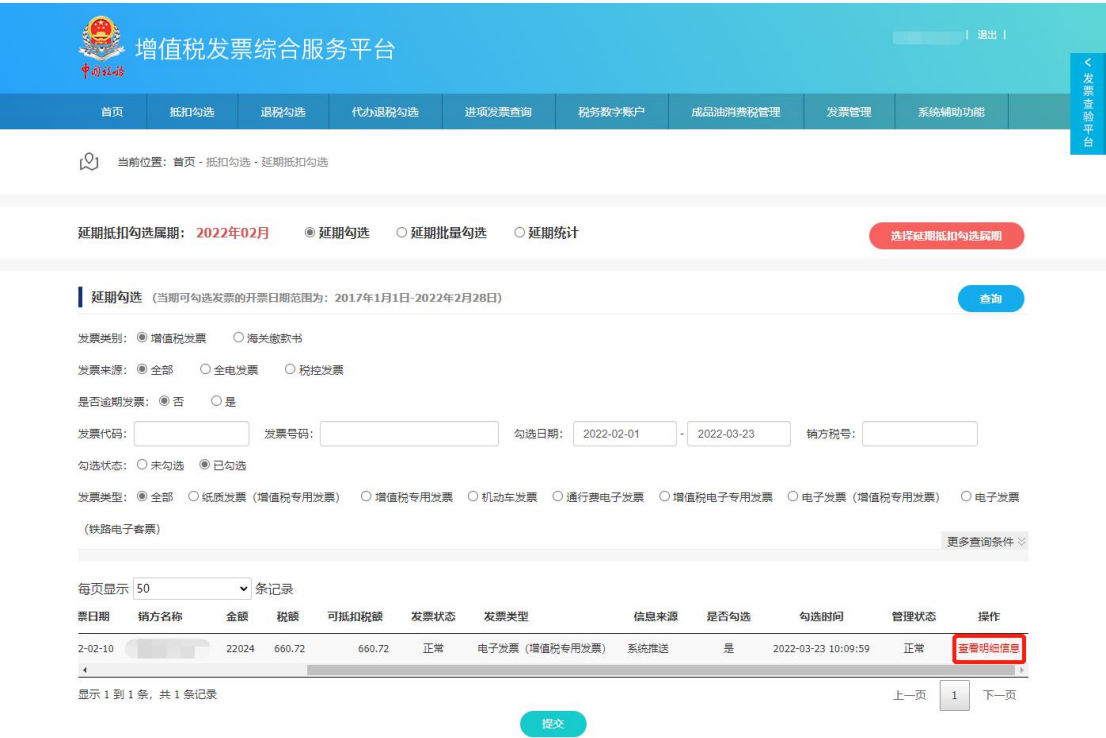 增值税发票综合服务平台
中国税务
| 退出 |
< 发票查验平台
首页 抵扣勾选 退税勾选 代办退税勾选 进项发票查询 税务数字账户 成品油消费税管理 发票管理 系统辅助功能
当前位置：首页 - 抵扣勾选 - 延期抵扣勾选
延期抵扣勾选属期：2022年02月 延期勾选 延期批量勾选 延期统计 选择延期抵扣勾选属期
延期勾选 (当期可勾选发票的开票日期范围为：2017年1月1日-2022年2月28日) 查询
发票类别：增值税发票 海关缴款书
发票来源：全部 全电发票 税控发票
是否逾期发票：否 是
发票代码： 发票号码： 勾选日期：2022-02-01 - 2022-03-23 销方税号：
勾选状态：未勾选 已勾选
发票类型：全部 纸质发票（增值税专用发票） 增值税专用发票 机动车发票 通行费电子发票 增值税电子专用发票 电子发票（增值税专用发票） 电子发票
（铁路电子客票）
更多查询条件
每页显示 50 条记录
票日期 销方名称 金额 税额 可抵扣税额 发票状态 发票类型 信息来源 是否勾选 勾选时间 管理状态 操作
2-02-10 22024 660.72 660.72 正常 电子发票（增值税专用发票） 系统推送 是 2022-03-23 10:09:59 正常 查看明细信息
显示 1 到 1 条，共 1 条记录 上一页 1 下一页
提交